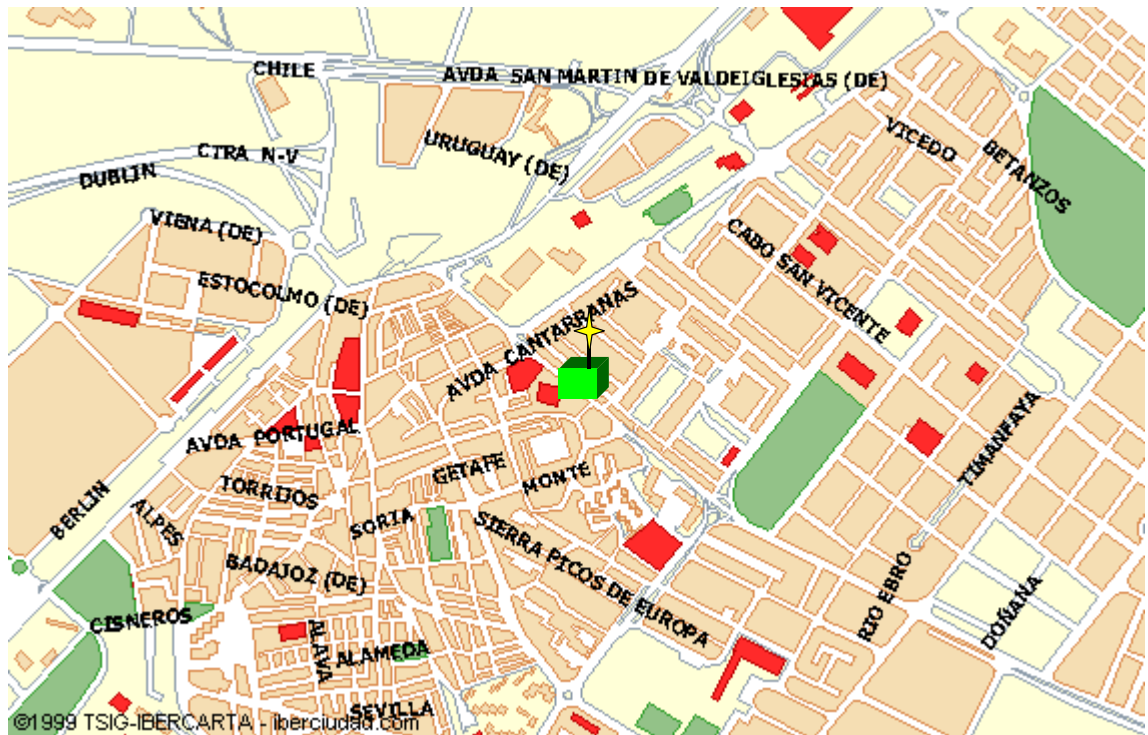 CHILE
AVDA SAN MARTIN DE VALDEIGLESIAS (DE)
URUGUAY (DE)
VICEDO
BETANZOS
CTRA N-V
DUBLIN
VIENA (DE)
CABO SAN VICENTE
ESTOCOLMO (DE)
AVDA CANTARRANAS
AVDA PORTUGAL
TIMANFAYA
GETAFE
MONTE
TORRIJOS
BERLIN
ALPES
SORIA
SIERRA PICOS DE EUROPA
BADAJOZ (DE)
RIO EBRO
DOÑANA
CISNEROS
ALAVA
ALAMEDA
SEVILLA
©1999 TSIG-IBERCARTA - iberciudad.com